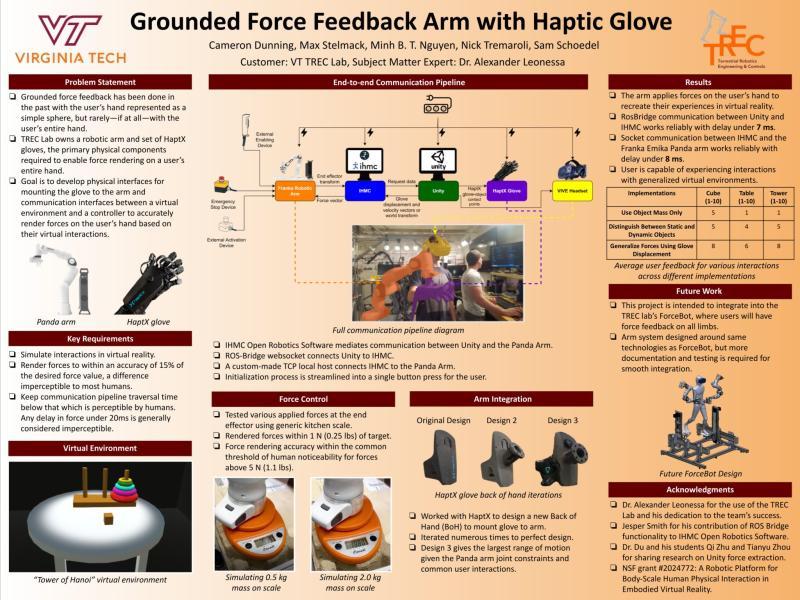 Grounded Force Feedback Arm with Haptic Glove
VT
VIRGINIA TECH
Cameron Dunning, Max Stelmack, Minh B. T. Nguyen, Nick Tremaroli, Sam Schoedel
Customer: VT TREC Lab, Subject Matter Expert: Dr. Alexander Leonessa
TREC
Terrestrial Robotics
Engineering & Controls
Problem Statement
❑ Grounded force feedback has been done in
the past with the user's hand represented as a
simple sphere, but rarely—if at all—with the
user's entire hand.
❑ TREC Lab owns a robotic arm and set of HaptX
gloves, the primary physical components
required to enable force rendering on a user's
entire hand.
❑ Goal is to develop physical interfaces for
mounting the glove to the arm and
communication interfaces between a virtual
environment and a controller to accurately
render forces on the user's hand based on
their virtual interactions.
Panda arm
HaptX glove
Key Requirements
❑ Simulate interactions in virtual reality.
❑ Render forces to within an accuracy of 15% of
the desired force value, a difference
imperceptible to most humans.
❑ Keep communication pipeline traversal time
below that which is perceptible by humans.
Any delay in force under 20ms is generally
considered imperceptible.
Virtual Environment
"Tower of Hanoi" virtual environment
End-to-end Communication Pipeline
External
Enabling
Device
Emergency
Stop Device
External Activation
Device
Franka Robotic
Arm
End effector
transform
Force vector
ihmc
IHMC
Request data
Glove
displacement and
velocity vectors or
world transform
unity
Unity
HaptX
glove-object
contact
points
HaptX Glove
VIVE Headset
Full communication pipeline diagram
❑ IHMC Open Robotics Software mediates communication between Unity and the Panda Arm.
❑ ROS-Bridge websocket connects Unity to IHMC.
❑ A custom-made TCP local host connects IHMC to the Panda Arm.
❑ Initialization process is streamlined into a single button press for the user.
Force Control
❑ Tested various applied forces at the end
effector using generic kitchen scale.
❑ Rendered forces within 1 N (0.25 lbs) of target.
❑ Force rendering accuracy within the common
threshold of human noticeability for forces
above 5 N (1.1 lbs).
Simulating 0.5 kg
mass on scale
Simulating 2.0 kg
mass on scale
Arm Integration
Original Design
Design 2
Design 3
HaptX glove back of hand iterations
❑ Worked with HaptX to design a new Back of
Hand (BoH) to mount glove to arm.
❑ Iterated numerous times to perfect design.
❑ Design 3 gives the largest range of motion
given the Panda arm joint constraints and
common user interactions.
Results
❑ The arm applies forces on the user's hand to
recreate their experiences in virtual reality.
❑ RosBridge communication between Unity and
IHMC works reliably with delay under 7 ms.
❑ Socket communication between IHMC and the
Franka Emika Panda arm works reliably with
delay under 8 ms.
❑ User is capable of experiencing interactions
with generalized virtual environments.
Implementations Cube (1-10) Table (1-10) Tower (1-10)
Use Object Mass Only 5 1 1
Distinguish Between Static and Dynamic Objects 5 4 5
Generalize Forces Using Glove Displacement 8 6 8
Average user feedback for various interactions
across different implementations
Future Work
❑ This project is intended to integrate into the
TREC lab's ForceBot, where users will have
force feedback on all limbs.
❑ Arm system designed around same
technologies as ForceBot, but more
documentation and testing is required for
smooth integration.
Future ForceBot Design
Acknowledgments
❑ Dr. Alexander Leonessa for the use of the TREC
Lab and his dedication to the team's success.
❑ Jesper Smith for his contribution of ROS Bridge
functionality to IHMC Open Robotics Software.
❑ Dr. Du and his students Qi Zhu and Tianyu Zhou
for sharing research on Unity force extraction.
❑ NSF grant #2024772: A Robotic Platform for
Body-Scale Human Physical Interaction in
Embodied Virtual Reality.